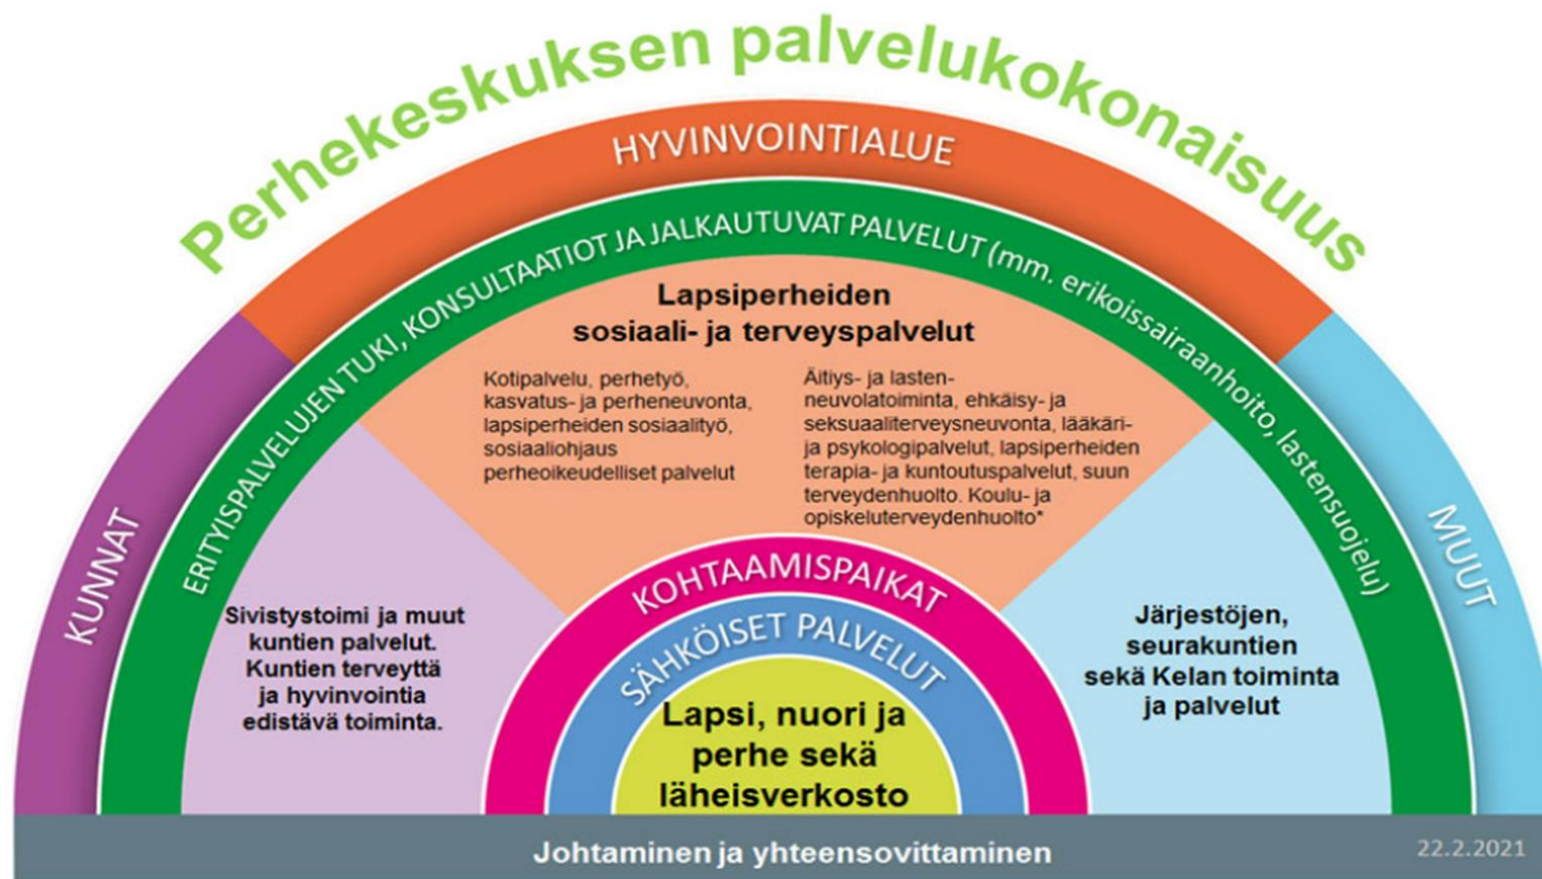 Perhekeskuksen palvelukokonaisuus
HYVINVOINTIALUE
KUNNAT
MUUT
ERITYISPALVELUJEN TUKI, KONSULTAATIOT JA JALKAUTUVAT PALVELUT (mm. erikoissairaanhoito, lastensuojelu)
Lapsiperheiden
sosiaali- ja terveyspalvelut
Kotipalvelu, perhetyö,
kasvatus- ja perheneuvonta,
lapsiperheiden sosiaalityö,
sosiaaliohjaus
perheoikeudelliset palvelut
Äitiys- ja lasten-
neuvolatoiminta, ehkäisy- ja
seksuaaliterveysneuvonta, lääkäri-
ja psykologipalvelut, lapsiperheiden
terapia- ja kuntoutuspalvelut, suun
terveydenhuolto. Koulu- ja
opiskeluterveydenhuolto*
Sivistystoimi ja muut
kuntien palvelut.
Kuntien terveyttä
ja hyvinvointia
edistävä toiminta.
Järjestöjen,
seurakuntien
sekä Kelan toiminta
ja palvelut
KOHTAAMISPAIKAT
SÄHKÖISET PALVELUT
Lapsi, nuori ja
perhe sekä
läheisverkosto
Johtaminen ja yhteensovittaminen
22.2.2021